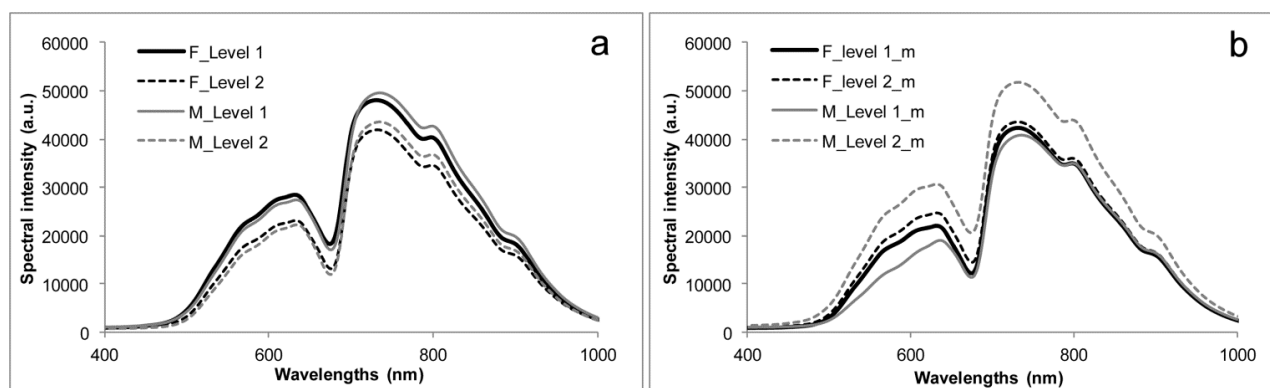 a
60000
50000
40000
30000
20000
10000
0
400
600
800
1000
Spectral intensity (a.u.)
Wavelengths (nm)
F_Level 1
F_Level 2
M_Level 1
M_Level 2
b
60000
50000
40000
30000
20000
10000
0
400
600
800
1000
Spectral intensity (a.u.)
Wavelengths (nm)
F_level 1_m
F_level 2_m
M_Level 1_m
M_Level 2_m